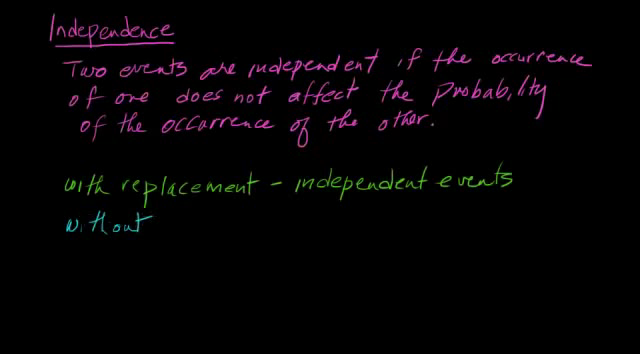 Independence
Two events are independent if the occurrence
of one does not affect the Probability
of the occurrence of the other.
with replacement - independent events
without